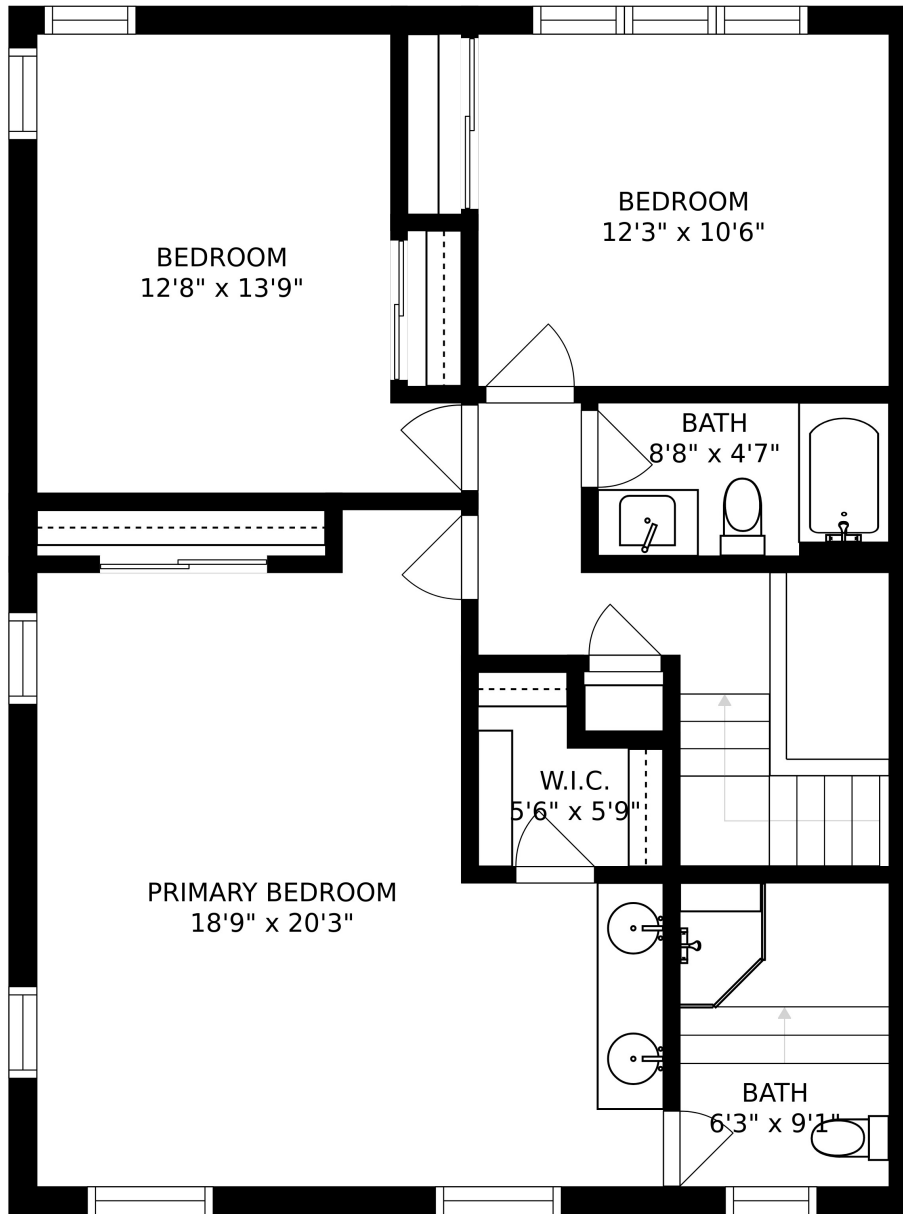 BEDROOM
12'3" x 10'6"
BEDROOM
12'8" x 13'9"
BATH
8'8" x 4'7"
W.I.C.
5'6" x 5'9"
PRIMARY BEDROOM
18'9" x 20'3"
BATH
6'3" x 9'1"